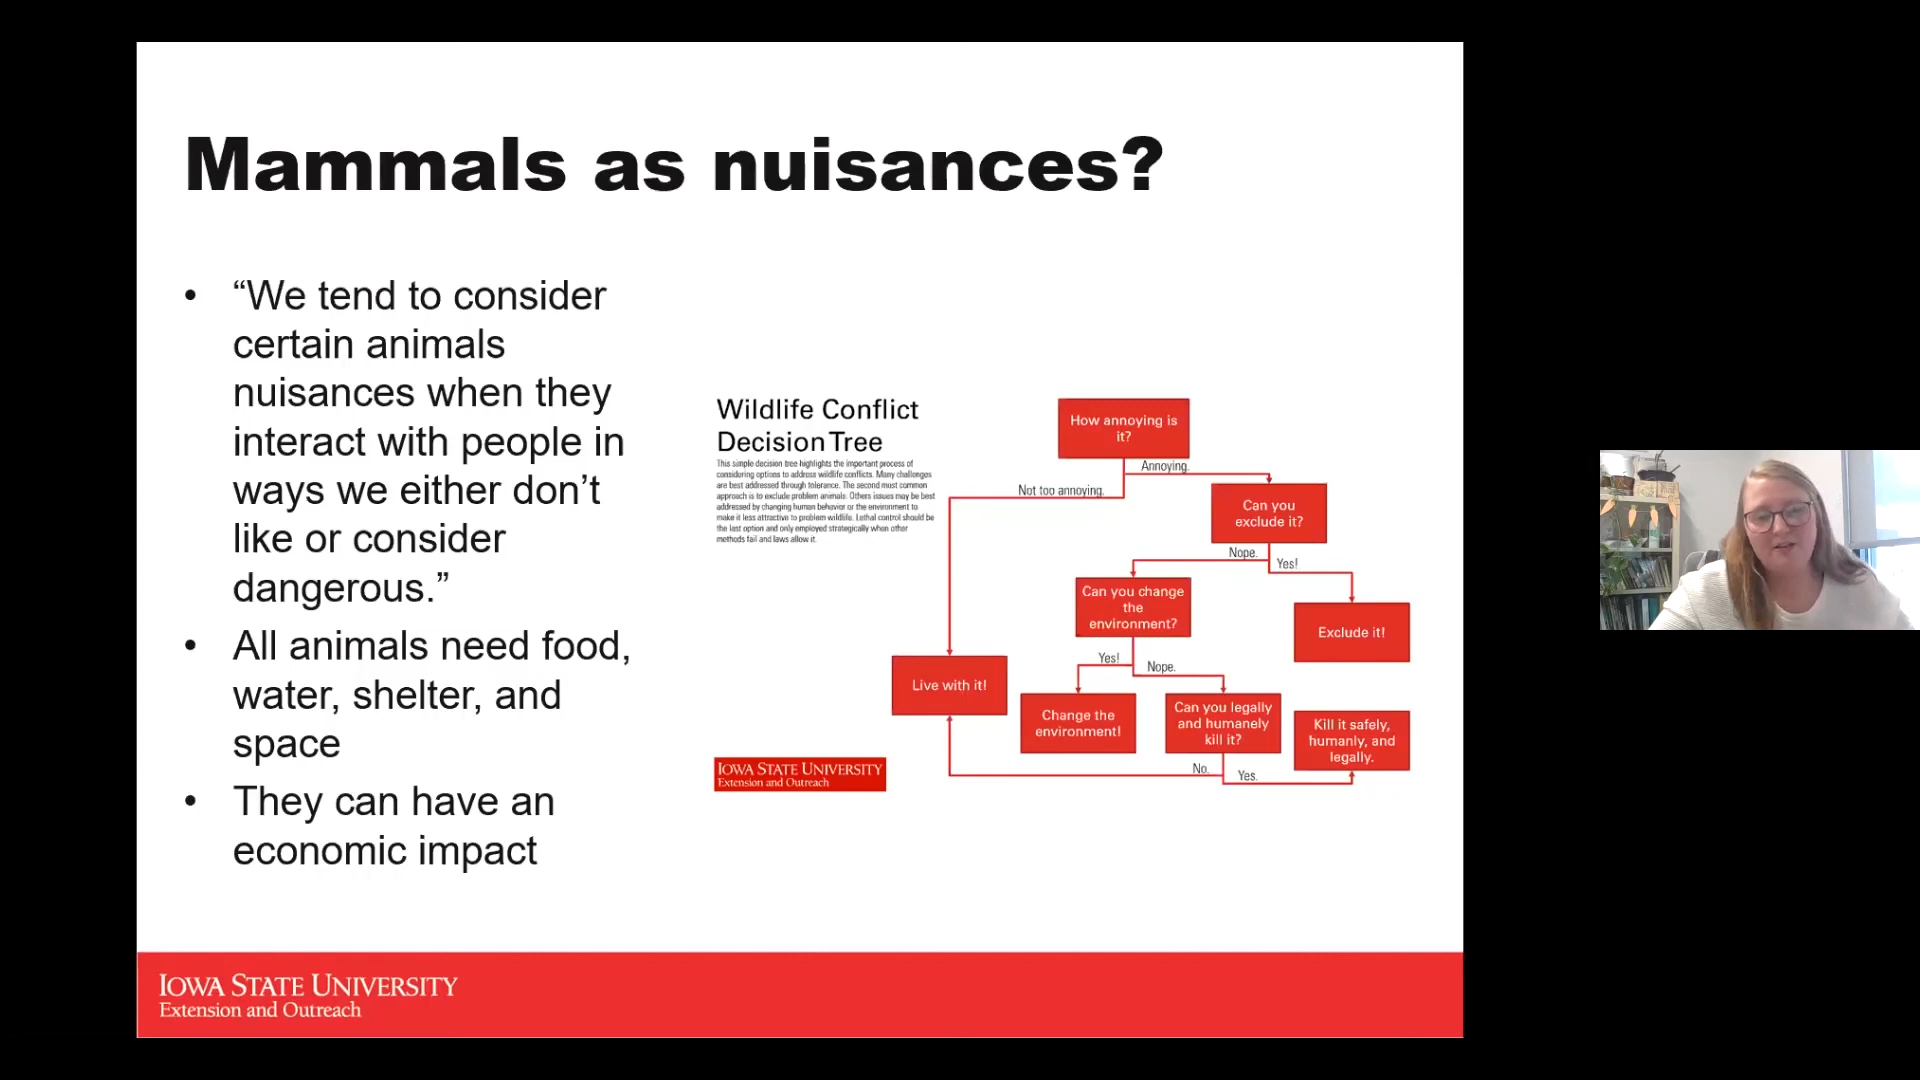 Mammals as nuisances?
• “We tend to consider
certain animals
nuisances when they
interact with people in
ways we either don’t
like or consider
dangerous.”
• All animals need food,
water, shelter, and
space
• They can have an
economic impact
Wildlife Conflict
Decision Tree
This simple decision tree highlights the important process of
considering options to address wildlife conflicts. Many challenges
are best addressed through tolerance. The second most common
approach is to exclude problem animals. Others issues may be best
addressed by changing human behavior or the environment to
make it less attractive to problem wildlife. Lethal control should be
the last option and only employed strategically when other
methods fail and laws allow it.
How annoying is
it?
Annoying.
Not too annoying.
Can you
exclude it?
Nope.
Yes!
Can you change
the
environment?
Exclude it!
Yes!
Nope.
Live with it!
Change the
environment!
Can you legally
and humanely
kill it?
Kill it safely,
humanly, and
legally.
No.
Yes.
IOWA STATE UNIVERSITY
Extension and Outreach
IOWA STATE UNIVERSITY
Extension and Outreach